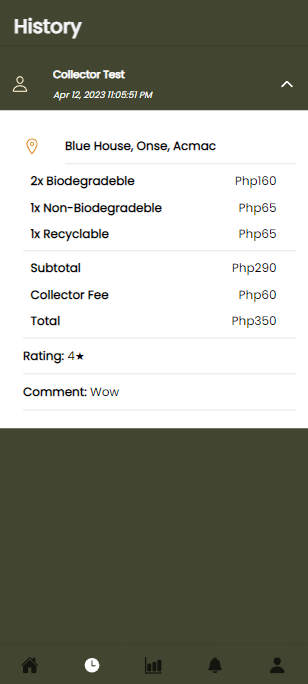 History
Collector Test
Apr 12, 2023 11:05:51 PM
Blue House, Onse, Acmac
2x Biodegradeble Php160
1x Non-Biodegradeble Php65
1x Recyclable Php65
Subtotal Php290
Collector Fee Php60
Total Php350
Rating: 4★
Comment: Wow